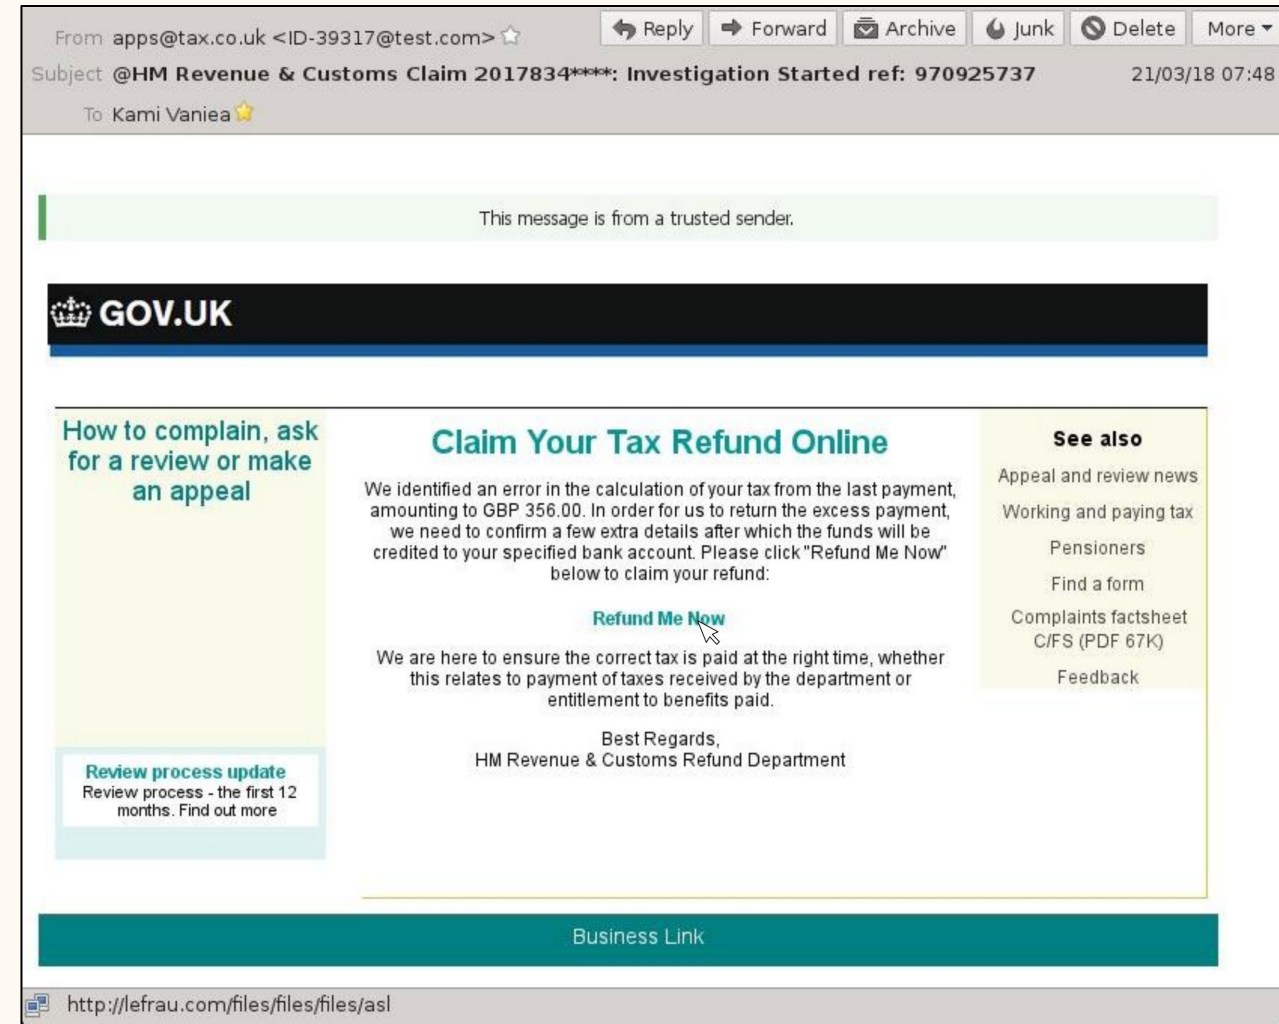 From apps@tax.co.uk <ID-39317@test.com>
Reply Forward Archive Junk Delete More
Subject @HM Revenue & Customs Claim 2017834****: Investigation Started ref: 970925737 21/03/18 07:48
To Kami Vaniea
This message is from a trusted sender.
GOV.UK
How to complain, ask
for a review or make
an appeal
Review process update
Review process - the first 12
months. Find out more
Claim Your Tax Refund Online
We identified an error in the calculation of your tax from the last payment,
amounting to GBP 356.00. In order for us to return the excess payment,
we need to confirm a few extra details after which the funds will be
credited to your specified bank account. Please click "Refund Me Now"
below to claim your refund:
Refund Me Now
We are here to ensure the correct tax is paid at the right time, whether
this relates to payment of taxes received by the department or
entitlement to benefits paid.
Best Regards,
HM Revenue & Customs Refund Department
See also
Appeal and review news
Working and paying tax
Pensioners
Find a form
Complaints factsheet
C/FS (PDF 67K)
Feedback
Business Link
http://lefrau.com/files/files/files/asl